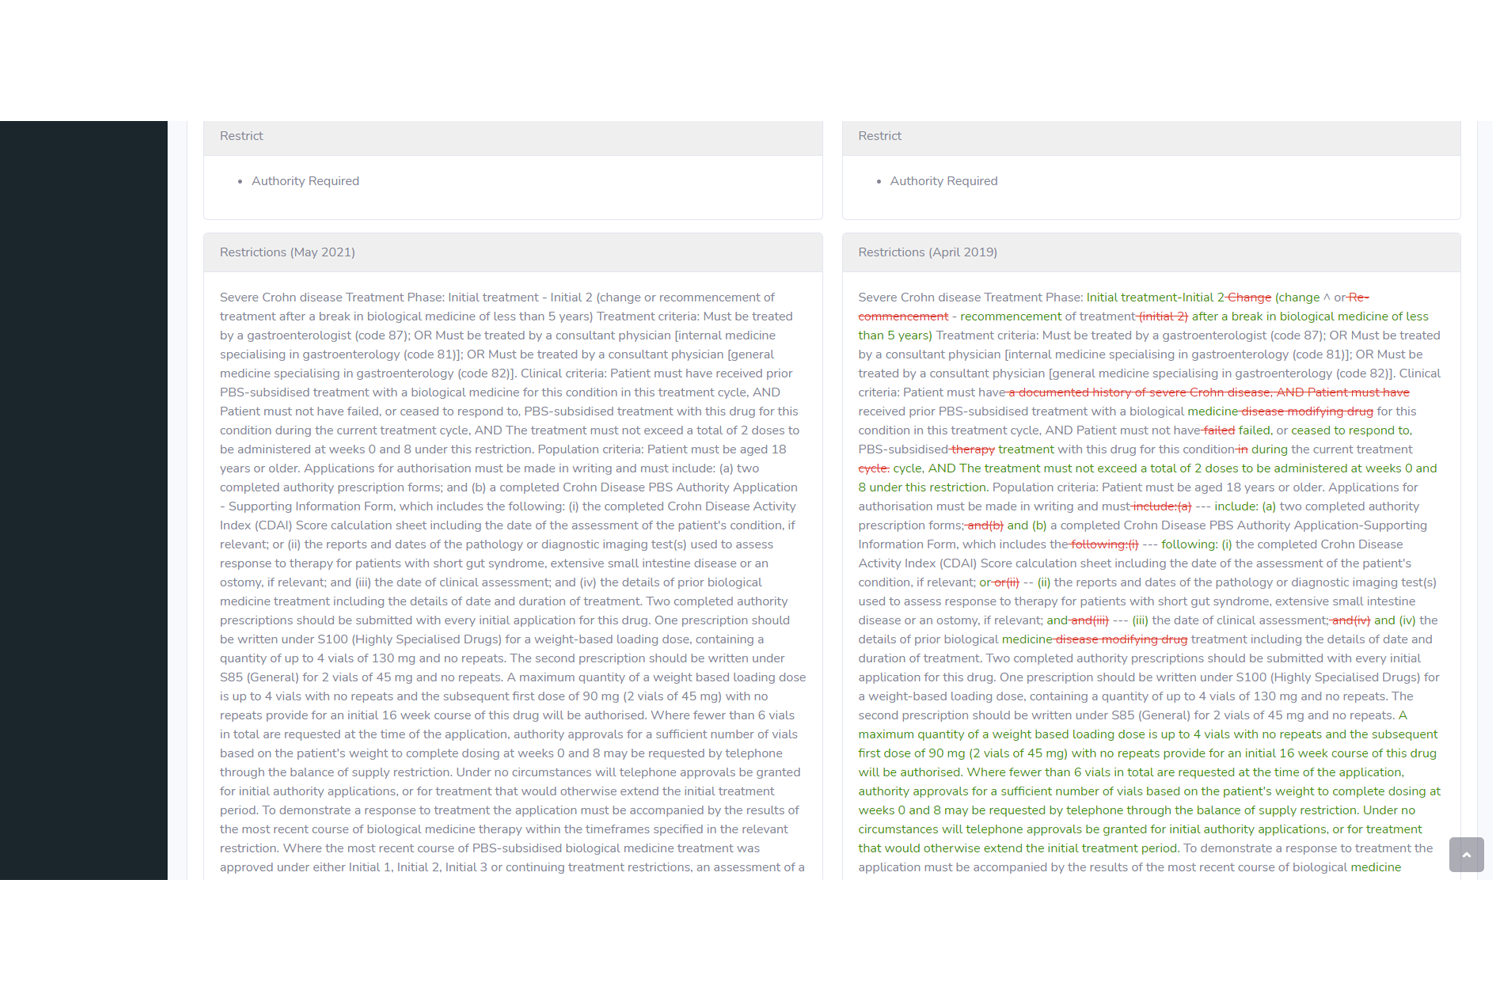 Restrict
Authority Required
Restrictions (May 2021)
Severe Crohn disease Treatment Phase: Initial treatment - Initial 2 (change or recommencement of
treatment after a break in biological medicine of less than 5 years) Treatment criteria: Must be treated
by a gastroenterologist (code 87); OR Must be treated by a consultant physician [internal medicine
specialising in gastroenterology (code 81)]; OR Must be treated by a consultant physician [general
medicine specialising in gastroenterology (code 82)]. Clinical criteria: Patient must have received prior
PBS-subsidised treatment with a biological medicine for this condition in this treatment cycle, AND
Patient must not have failed, or ceased to respond to, PBS-subsidised treatment with this drug for this
condition during the current treatment cycle, AND The treatment must not exceed a total of 2 doses to
be administered at weeks 0 and 8 under this restriction. Population criteria: Patient must be aged 18
years or older. Applications for authorisation must be made in writing and must include: (a) two
completed authority prescription forms; and (b) a completed Crohn Disease PBS Authority Application
- Supporting Information Form, which includes the following: (i) the completed Crohn Disease Activity
Index (CDAI) Score calculation sheet including the date of the assessment of the patient's condition, if
relevant; or (ii) the reports and dates of the pathology or diagnostic imaging test(s) used to assess
response to therapy for patients with short gut syndrome, extensive small intestine disease or an
ostomy, if relevant; and (iii) the date of clinical assessment; and (iv) the details of prior biological
medicine treatment including the details of date and duration of treatment. Two completed authority
prescriptions should be submitted with every initial application for this drug. One prescription should
be written under S100 (Highly Specialised Drugs) for a weight-based loading dose, containing a
quantity of up to 4 vials of 130 mg and no repeats. The second prescription should be written under
S85 (General) for 2 vials of 45 mg and no repeats. A maximum quantity of a weight based loading dose
is up to 4 vials with no repeats and the subsequent first dose of 90 mg (2 vials of 45 mg) with no
repeats provide for an initial 16 week course of this drug will be authorised. Where fewer than 6 vials
in total are requested at the time of the application, authority approvals for a sufficient number of vials
based on the patient's weight to complete dosing at weeks 0 and 8 may be requested by telephone
through the balance of supply restriction. Under no circumstances will telephone approvals be granted
for initial authority applications, or for treatment that would otherwise extend the initial treatment
period. To demonstrate a response to treatment the application must be accompanied by the results of
the most recent course of biological medicine therapy within the timeframes specified in the relevant
restriction. Where the most recent course of PBS-subsidised biological medicine treatment was
approved under either Initial 1, Initial 2, Initial 3 or continuing treatment restrictions, an assessment of a
Restrict
Authority Required
Restrictions (April 2019)
Severe Crohn disease Treatment Phase: Initial treatment-Initial 2 Change (change ^ or Re-
commencement - recommencement of treatment (initial 2) after a break in biological medicine of less
than 5 years) Treatment criteria: Must be treated by a gastroenterologist (code 87); OR Must be treated
by a consultant physician [internal medicine specialising in gastroenterology (code 81)]; OR Must be
treated by a consultant physician [general medicine specialising in gastroenterology (code 82)]. Clinical
criteria: Patient must have a documented history of severe Crohn disease, AND Patient must have
received prior PBS-subsidised treatment with a biological medicine disease modifying drug for this
condition in this treatment cycle, AND Patient must not have failed failed, or ceased to respond to,
PBS-subsidised therapy treatment with this drug for this condition in during the current treatment
cycle. cycle, AND The treatment must not exceed a total of 2 doses to be administered at weeks 0 and
8 under this restriction. Population criteria: Patient must be aged 18 years or older. Applications for
authorisation must be made in writing and must include:(a) --- include: (a) two completed authority
prescription forms; and(b) and (b) a completed Crohn Disease PBS Authority Application-Supporting
Information Form, which includes the following:(i) --- following: (i) the completed Crohn Disease
Activity Index (CDAI) Score calculation sheet including the date of the assessment of the patient's
condition, if relevant; or or(ii) -- (ii) the reports and dates of the pathology or diagnostic imaging test(s)
used to assess response to therapy for patients with short gut syndrome, extensive small intestine
disease or an ostomy, if relevant; and and(iii) --- (iii) the date of clinical assessment; and(iv) and (iv) the
details of prior biological medicine disease modifying drug treatment including the details of date and
duration of treatment. Two completed authority prescriptions should be submitted with every initial
application for this drug. One prescription should be written under S100 (Highly Specialised Drugs) for
a weight-based loading dose, containing a quantity of up to 4 vials of 130 mg and no repeats. The
second prescription should be written under S85 (General) for 2 vials of 45 mg and no repeats. A
maximum quantity of a weight based loading dose is up to 4 vials with no repeats and the subsequent
first dose of 90 mg (2 vials of 45 mg) with no repeats provide for an initial 16 week course of this drug
will be authorised. Where fewer than 6 vials in total are requested at the time of the application,
authority approvals for a sufficient number of vials based on the patient's weight to complete dosing at
weeks 0 and 8 may be requested by telephone through the balance of supply restriction. Under no
circumstances will telephone approvals be granted for initial authority applications, or for treatment
that would otherwise extend the initial treatment period. To demonstrate a response to treatment the
application must be accompanied by the results of the most recent course of biological medicine